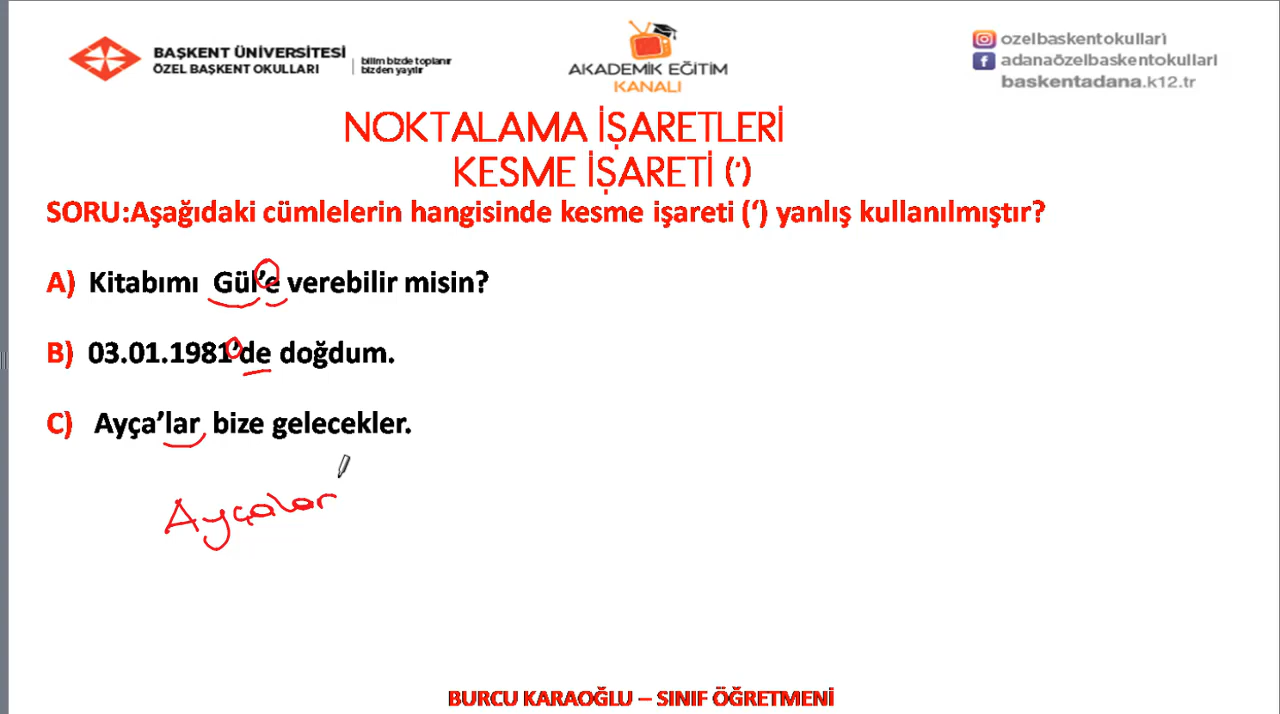 BAŞKENT ÜNİVERSİTESİ
ÖZEL BAŞKENT OKULLARI
bilim bizde toplanır
bizden yayılır
AKADEMİK EĞİTİM
KANALI
ozelbaskentokullari
adanaözelbaskentokullari
baskentadana.k12.tr
NOKTALAMA İŞARETLERİ
KESME İŞARETİ (’)
SORU:Aşağıdaki cümlelerin hangisinde kesme işareti (‘) yanlış kullanılmıştır?
A) Kitabımı Gül’e verebilir misin?
B) 03.01.1981’de doğdum.
C) Ayça’lar bize gelecekler.
Ayçalar
BURCU KARAOĞLU – SINIF ÖĞRETMENİ